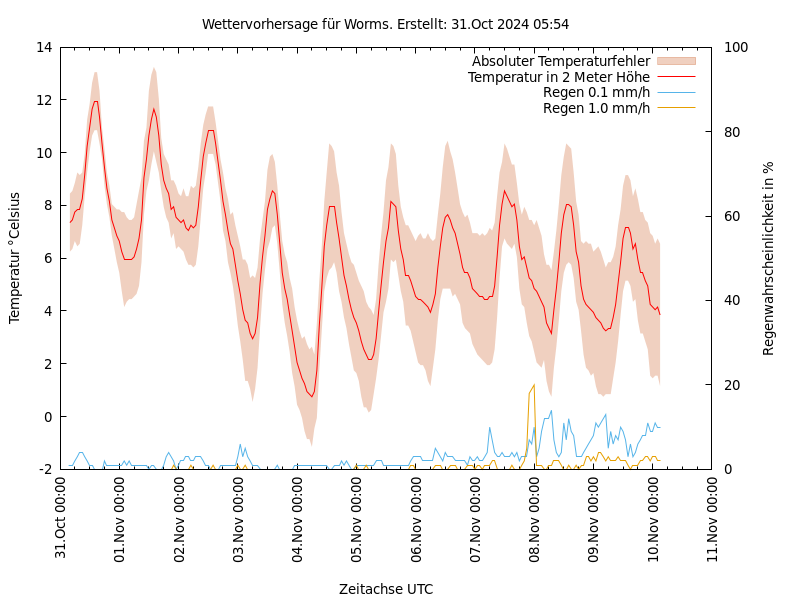 Wettervorhersage für Worms. Erstellt: 31.Oct 2024 05:54
Absoluter Temperaturfehler
Temperatur in 2 Meter Höhe
Regen 0.1 mm/h
Regen 1.0 mm/h
Temperatur °Celsius
14
12
10
8
6
4
2
0
-2
100
80
60
40
20
0
Regenwahrscheinlichkeit in %
31.Oct 00:00
01.Nov 00:00
02.Nov 00:00
03.Nov 00:00
04.Nov 00:00
05.Nov 00:00
06.Nov 00:00
07.Nov 00:00
08.Nov 00:00
09.Nov 00:00
10.Nov 00:00
11.Nov 00:00
Zeitachse UTC